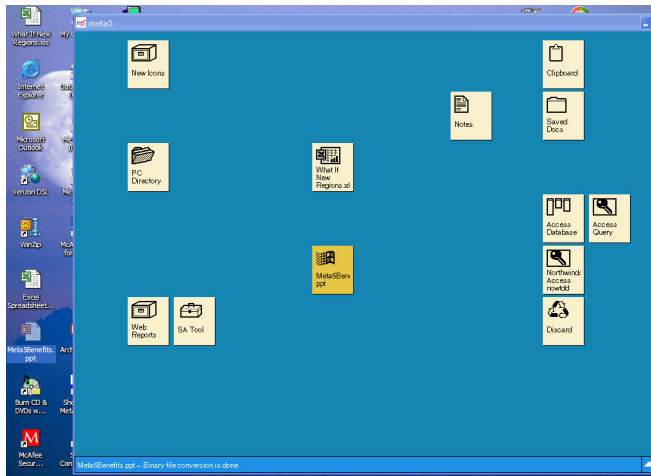 What If New
Regions.xls
Internet
Explorer
Microsoft
Outlook
Verizon DSL
WinZip
Excel
Spreadsheet...
Meta5Benefits.
ppt
Burn CD &
DVDs w...
McAfee
Secur...
meta5
New Icons
Clipboard
Notes
Saved
Docs
PC
Directory
What If
New
Regions.xl
Access
Database
Access
Query
Meta5Ben
ppt
Northwind:
Access
nowtdd
Web
Reports
SA Tool
Discard
Meta5Benefits.ppt -- Binary file conversion is done.